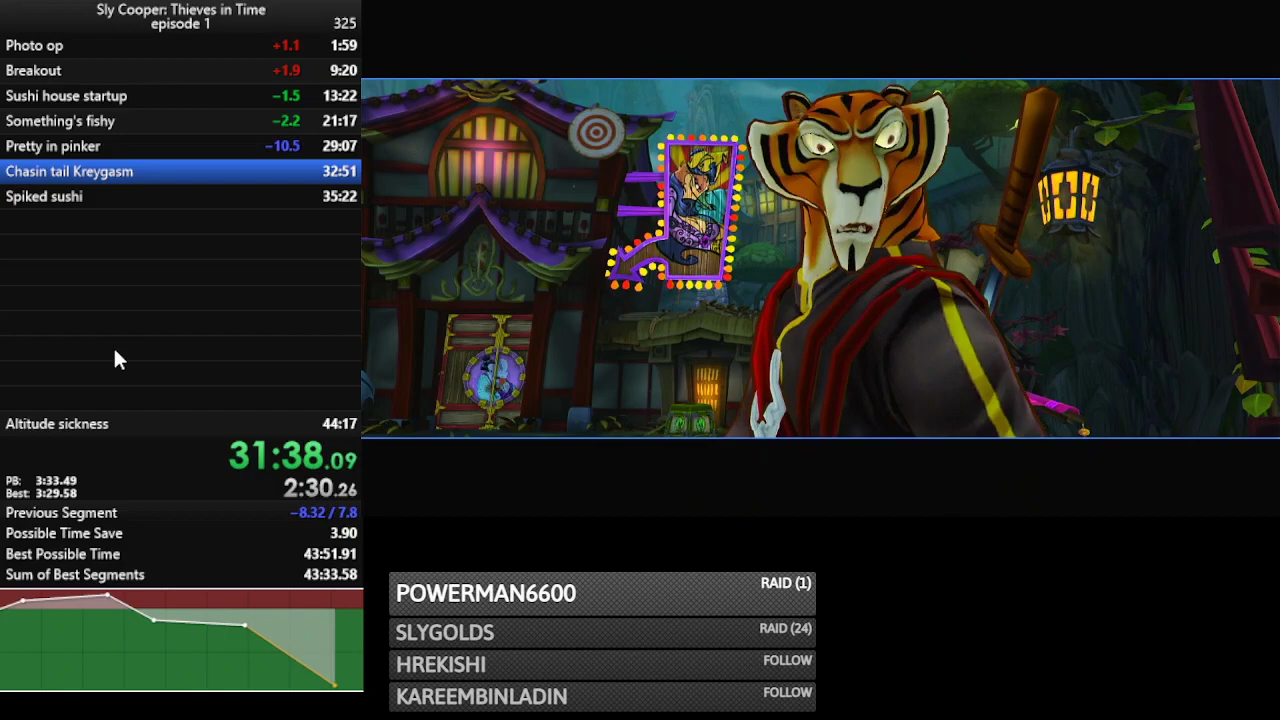 Sly Cooper: Thieves in Time
episode 1 325
Photo op +1.1 1:59
Breakout +1.9 9:20
Sushi house startup −1.5 13:22
Something's fishy −2.2 21:17
Pretty in pinker −10.5 29:07
Chasin tail Kreygasm 32:51
Spiked sushi 35:22
Altitude sickness 44:17
31:38.09
PB: 3:33.49
Best: 3:29.58
2:30.26
Previous Segment −8.32 / 7.8
Possible Time Save 3.90
Best Possible Time 43:51.91
Sum of Best Segments 43:33.58
POWERMAN6600 RAID (1)
SLYGOLDS RAID (24)
HREKISHI FOLLOW
KAREEMBINLADIN FOLLOW